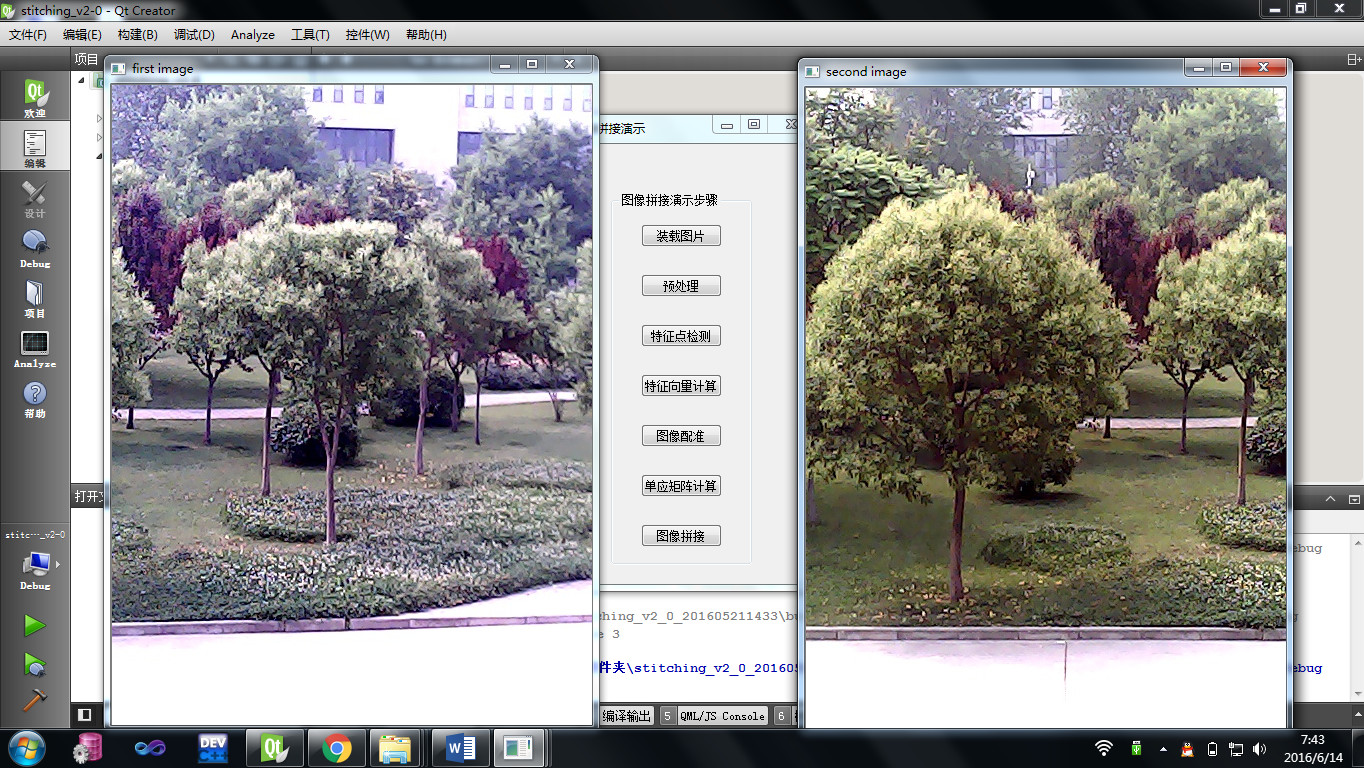 stitching_v2-0 - Qt Creator
文件(F) 编辑(E) 构建(B) 调试(D) Analyze 工具(T) 控件(W) 帮助(H)
项目
first image
second image
Qt
欢迎
编辑
设计
Debug
项目
Analyze
帮助
拼接演示
图像拼接演示步骤
装载图片
预处理
特征点检测
特征向量计算
图像配准
单应矩阵计算
图像拼接
打开文
stitc…_v2-0
Debug
ebug
hing_v2_0_201605211433\bu
e 3
件夹\stitching_v2_0_201605
ebug
编译输出 5 QML/JS Console 6
DEV C++
Qt
W
7:43
2016/6/14